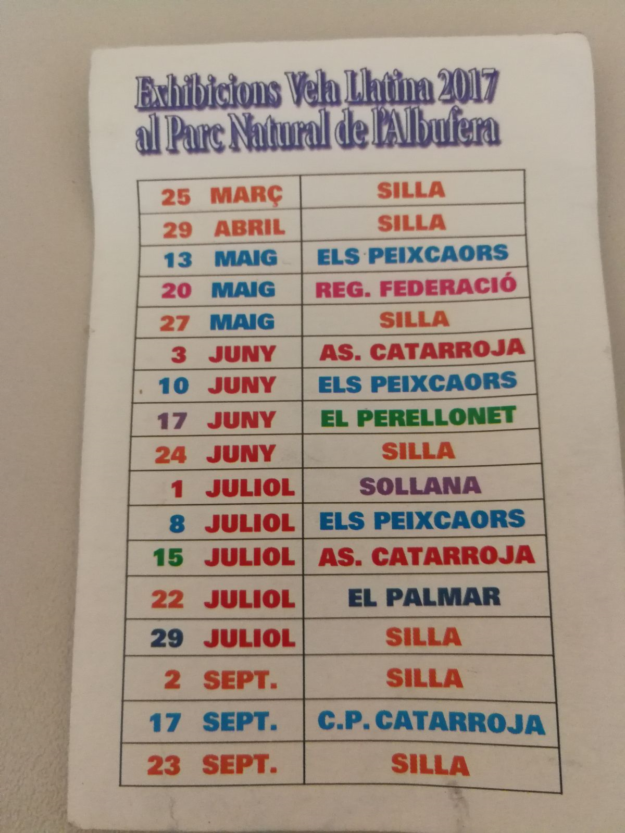 Exhibicions Vela Llatina 2017
al Parc Natural de l'Albufera
25 MARÇ SILLA
29 ABRIL SILLA
13 MAIG ELS PEIXCAORS
20 MAIG REG. FEDERACIÓ
27 MAIG SILLA
3 JUNY AS. CATARROJA
10 JUNY ELS PEIXCAORS
17 JUNY EL PERELLONET
24 JUNY SILLA
1 JULIOL SOLLANA
8 JULIOL ELS PEIXCAORS
15 JULIOL AS. CATARROJA
22 JULIOL EL PALMAR
29 JULIOL SILLA
2 SEPT. SILLA
17 SEPT. C.P. CATARROJA
23 SEPT. SILLA